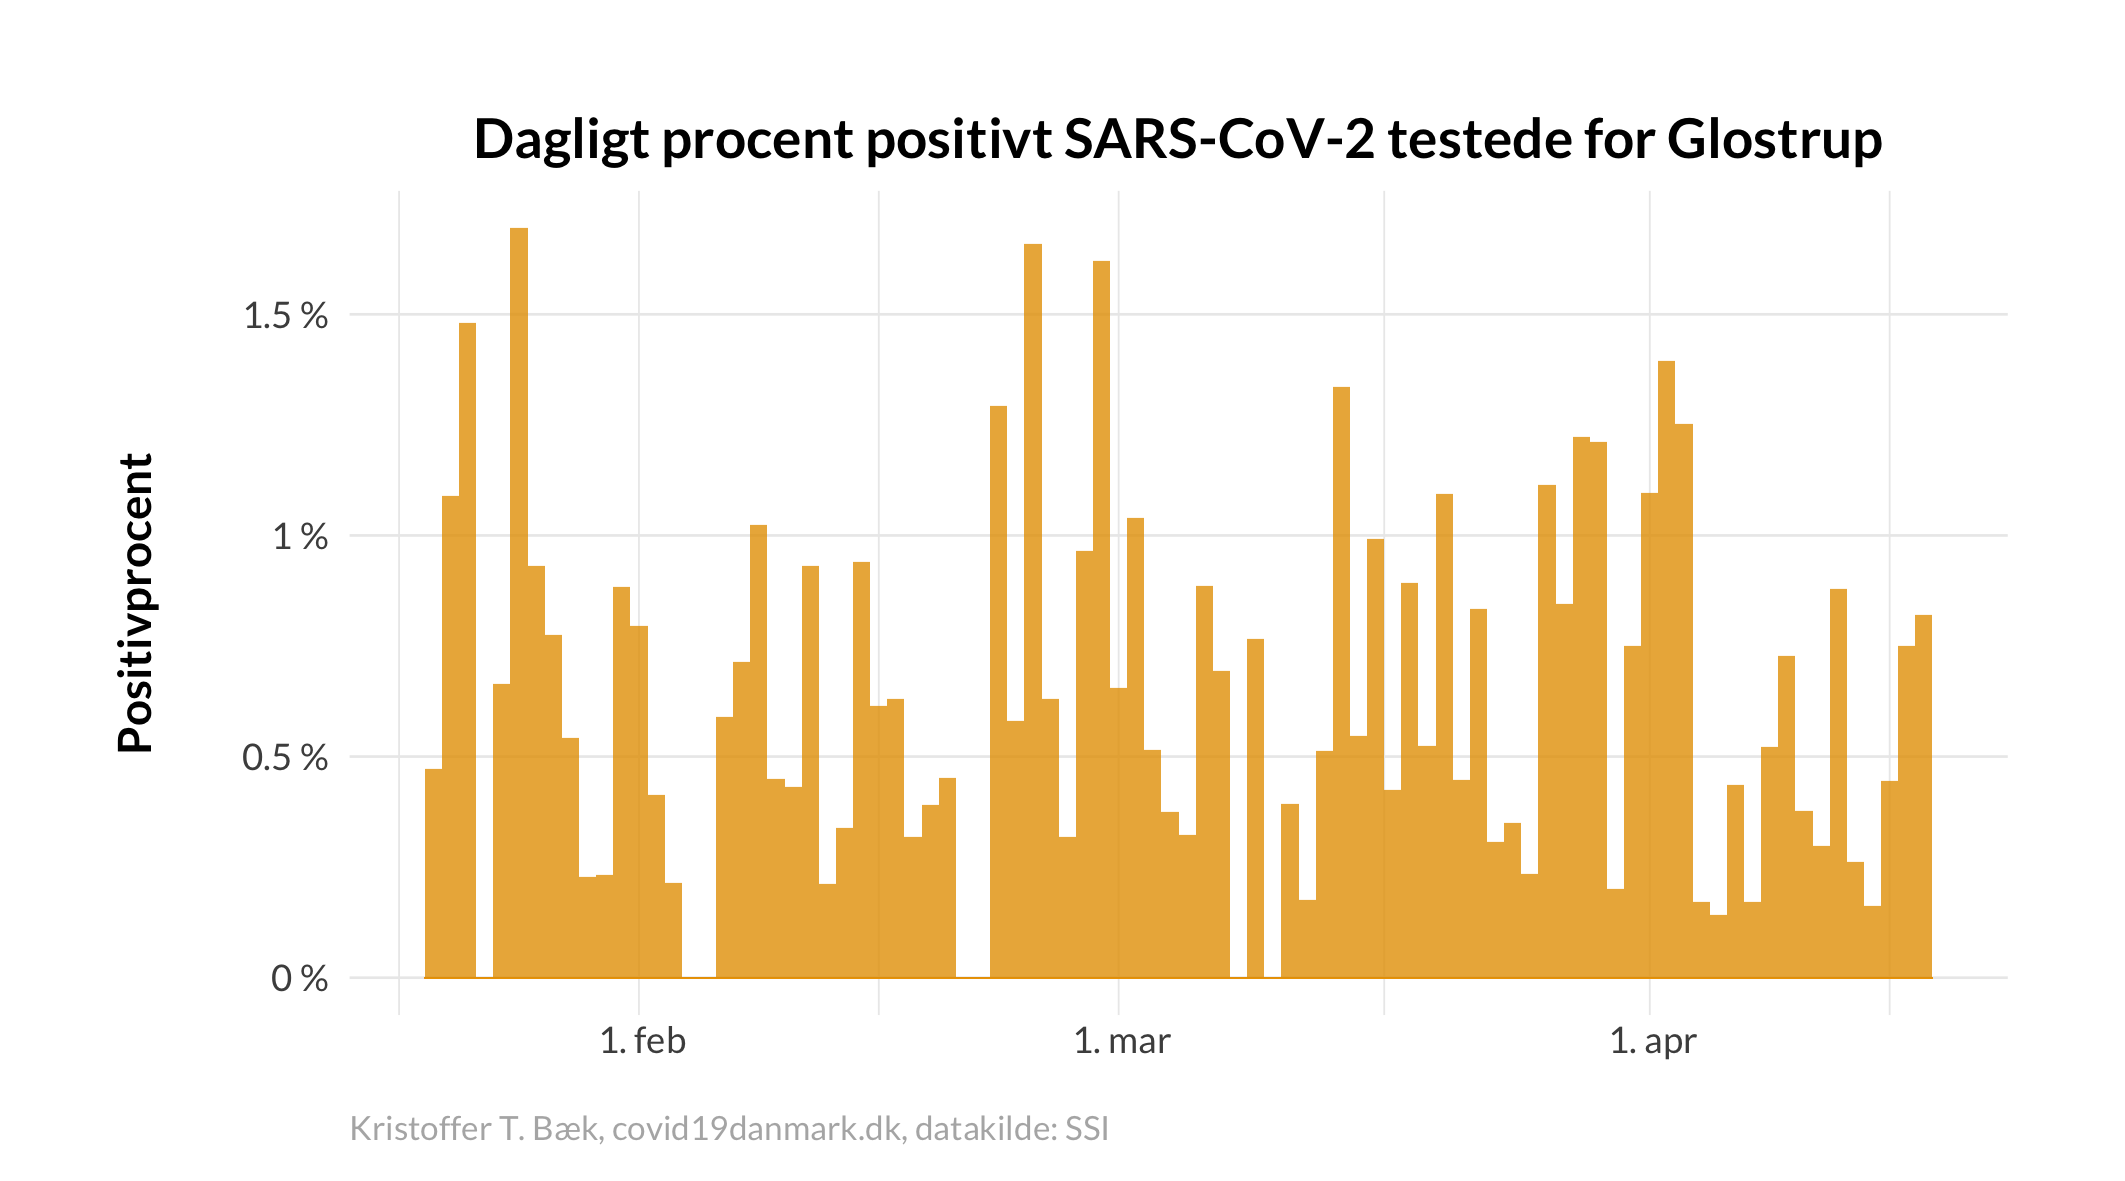 Dagligt procent positivt SARS-CoV-2 testede for Glostrup
Positivprocent
1.5 %
1 %
0.5 %
0 %
1. feb
1. mar
1. apr
Kristoffer T. Bæk, covid19danmark.dk, datakilde: SSI